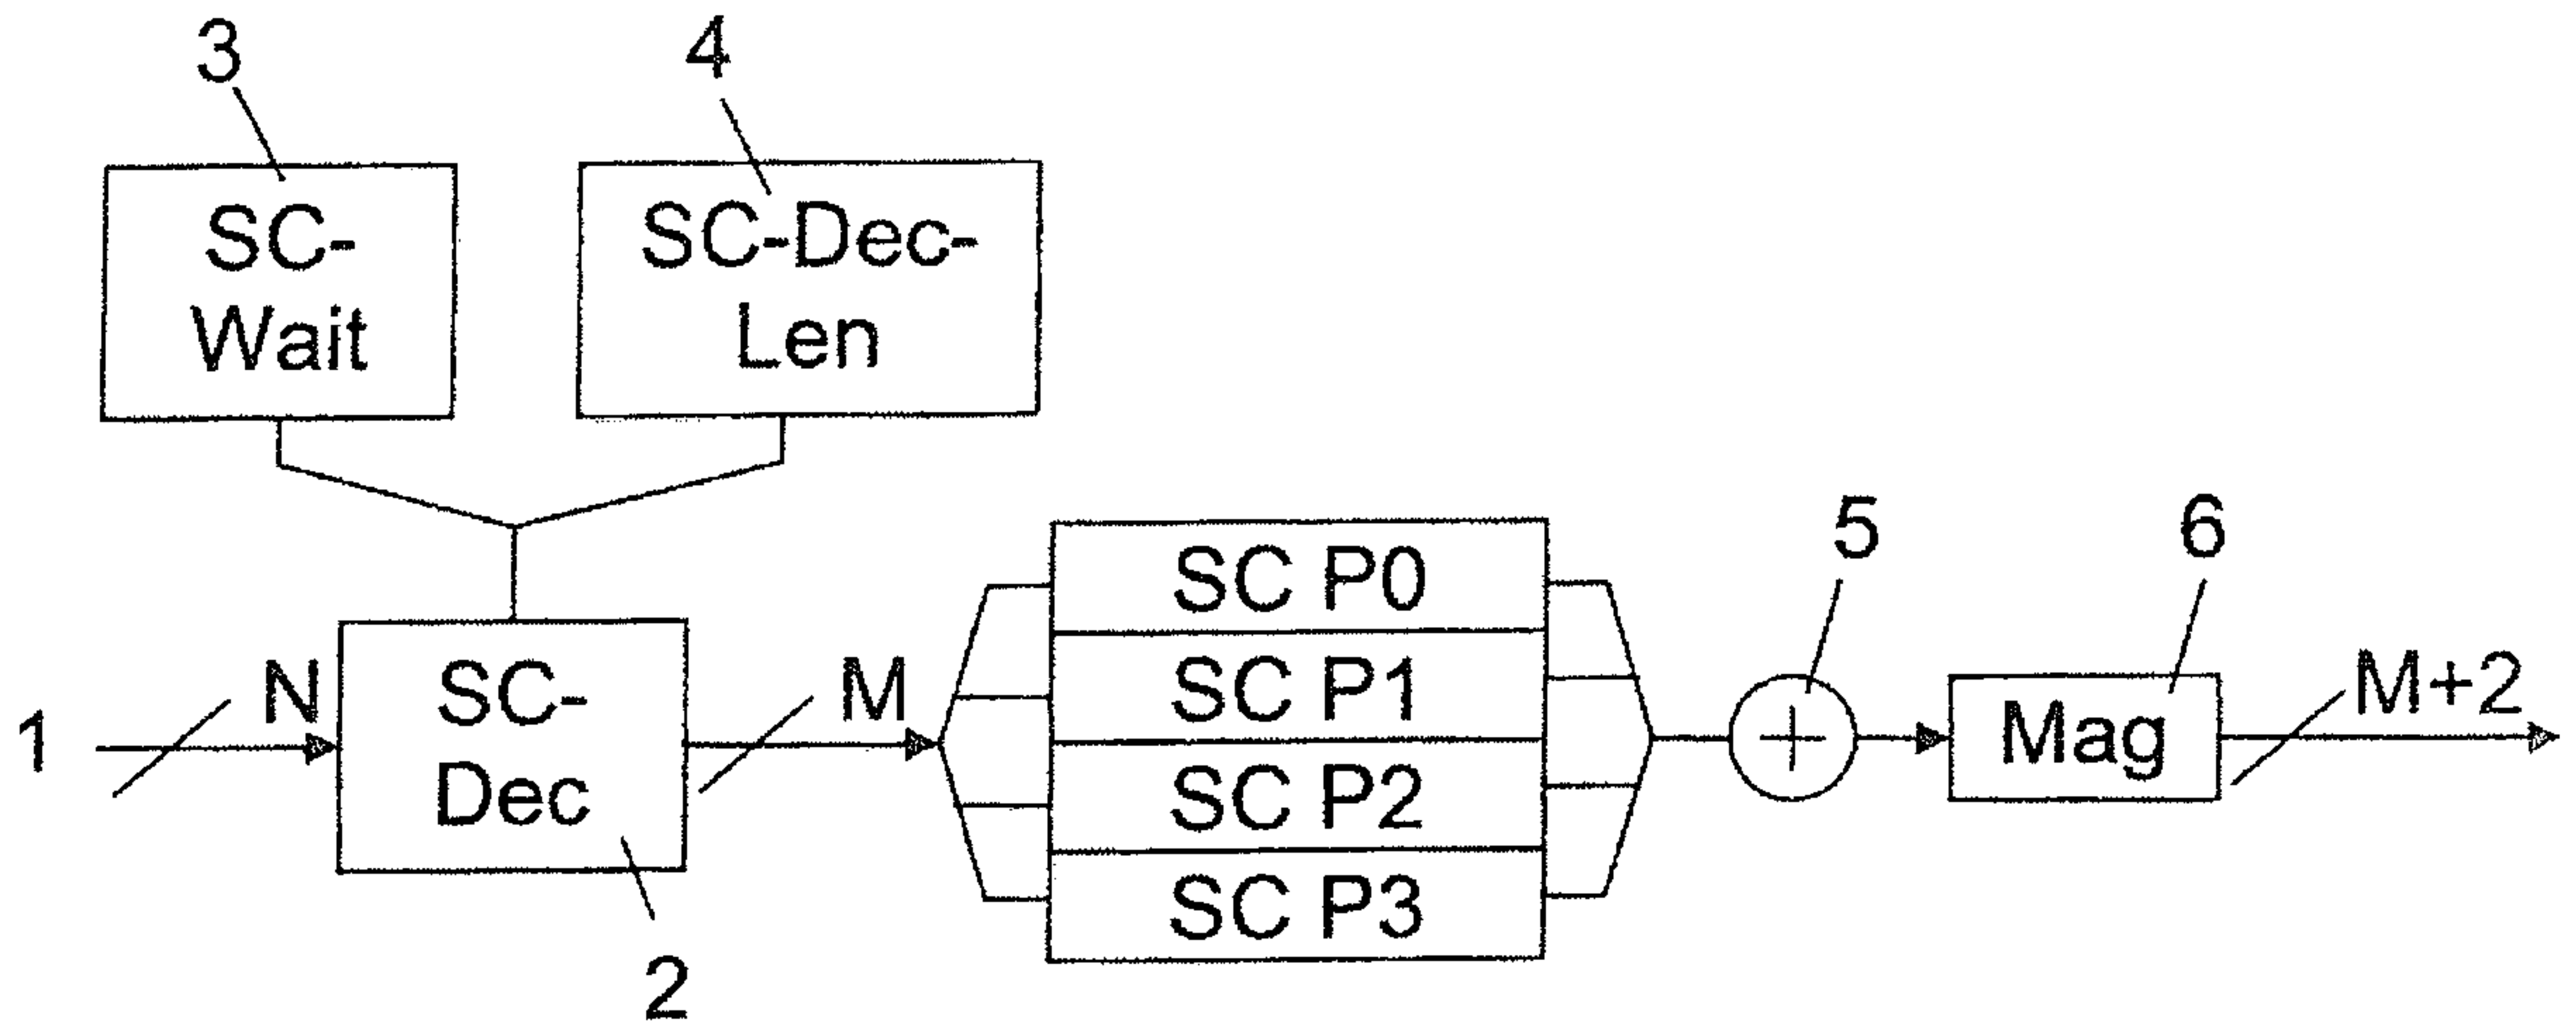 3
4
SC-
Wait
SC-Dec-
Len
SC P0
SC P1
SC P2
SC P3
5
6
1
N
SC-
Dec
M
+
Mag
M+2
2